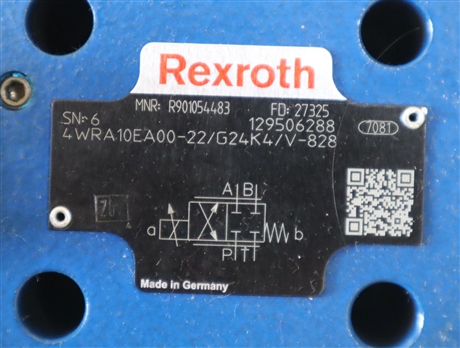 Rexroth
MNR: R901054483 FD: 27325
SN: 6 129506288 7081
4WRA10EA00-22/G24K4/V-828
A B
a b
P T
Made in Germany